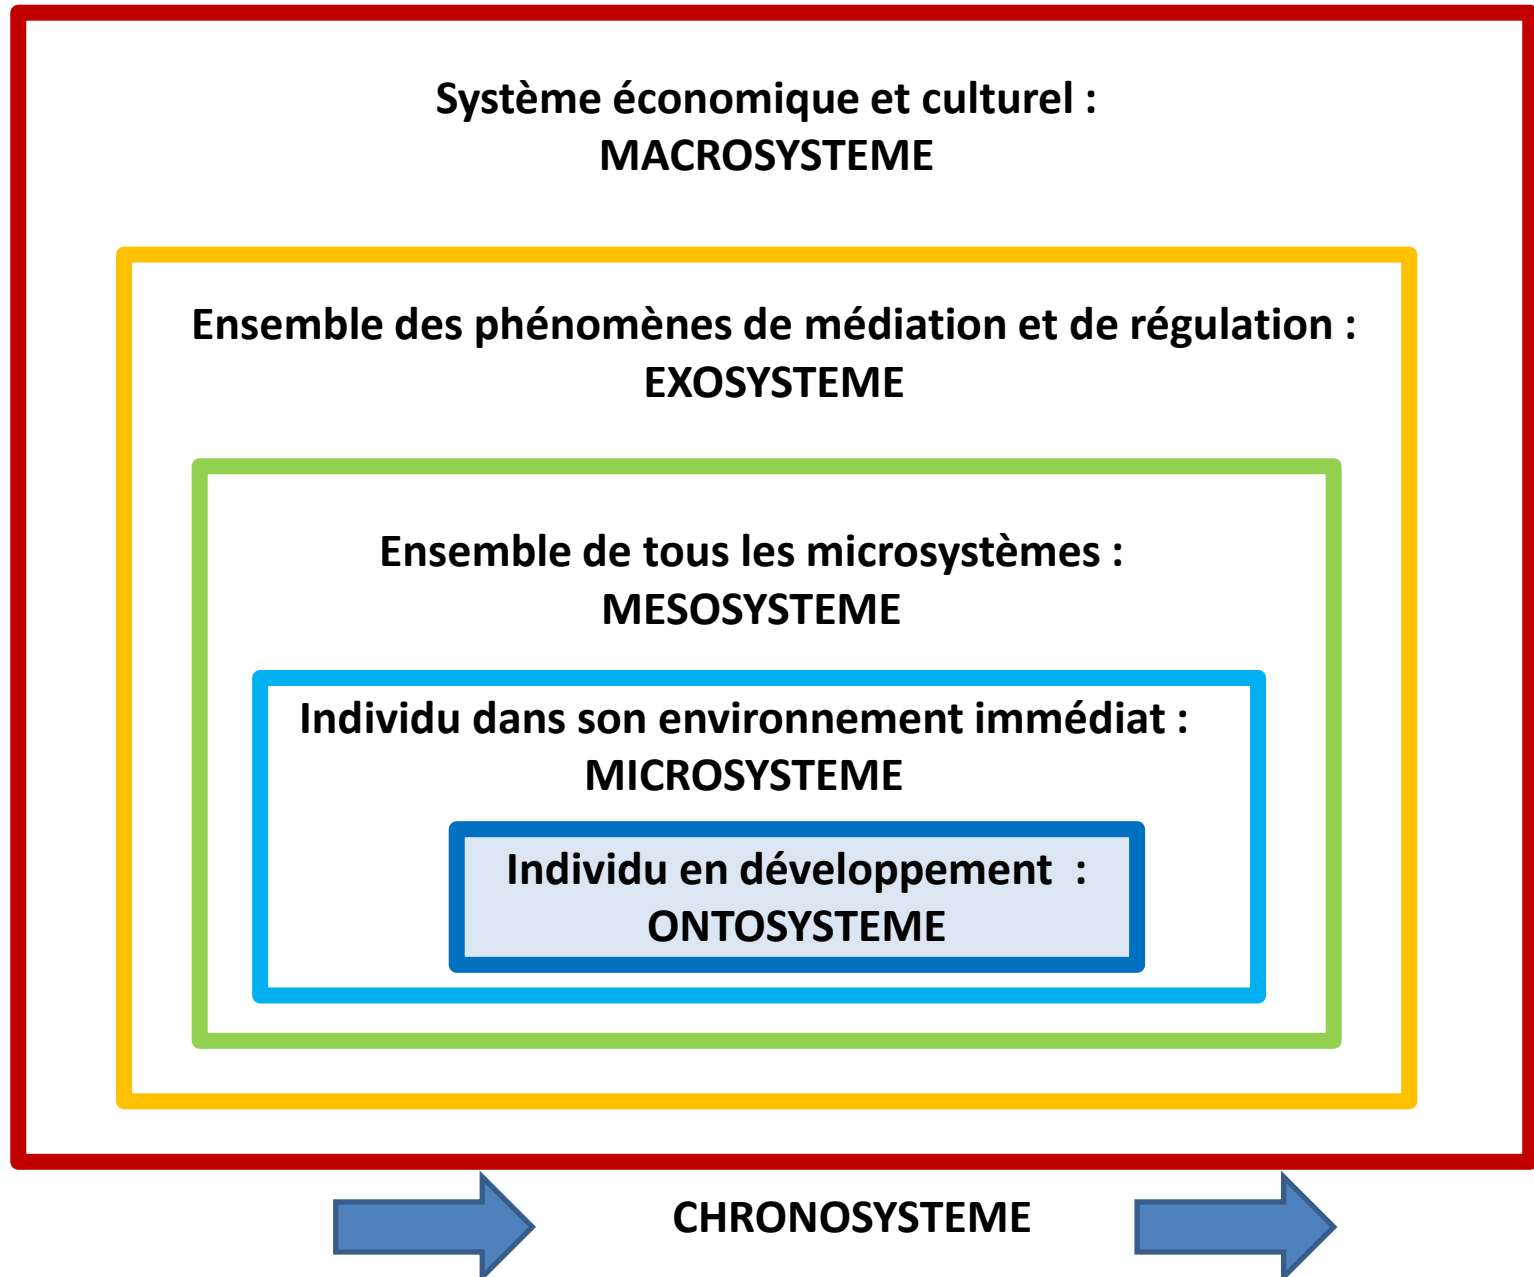 Système économique et culturel :
MACROSYSTEME
Ensemble des phénomènes de médiation et de régulation :
EXOSYSTEME
Ensemble de tous les microsystèmes :
MESOSYSTEME
Individu dans son environnement immédiat :
MICROSYSTEME
Individu en développement  :
ONTOSYSTEME
CHRONOSYSTEME